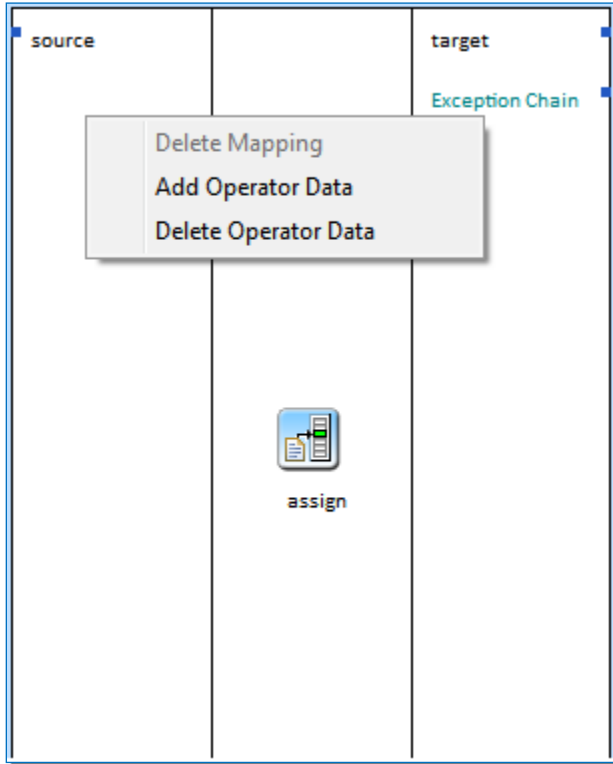 source
target
Exception Chain
Delete Mapping
Add Operator Data
Delete Operator Data
assign